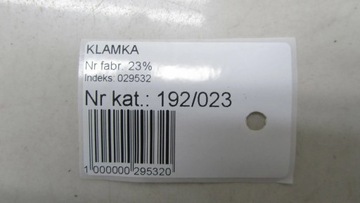 KLAMKA
Nr fabr 23%
Indeks: 029532
Nr kat.: 192/023
1 000000 295320